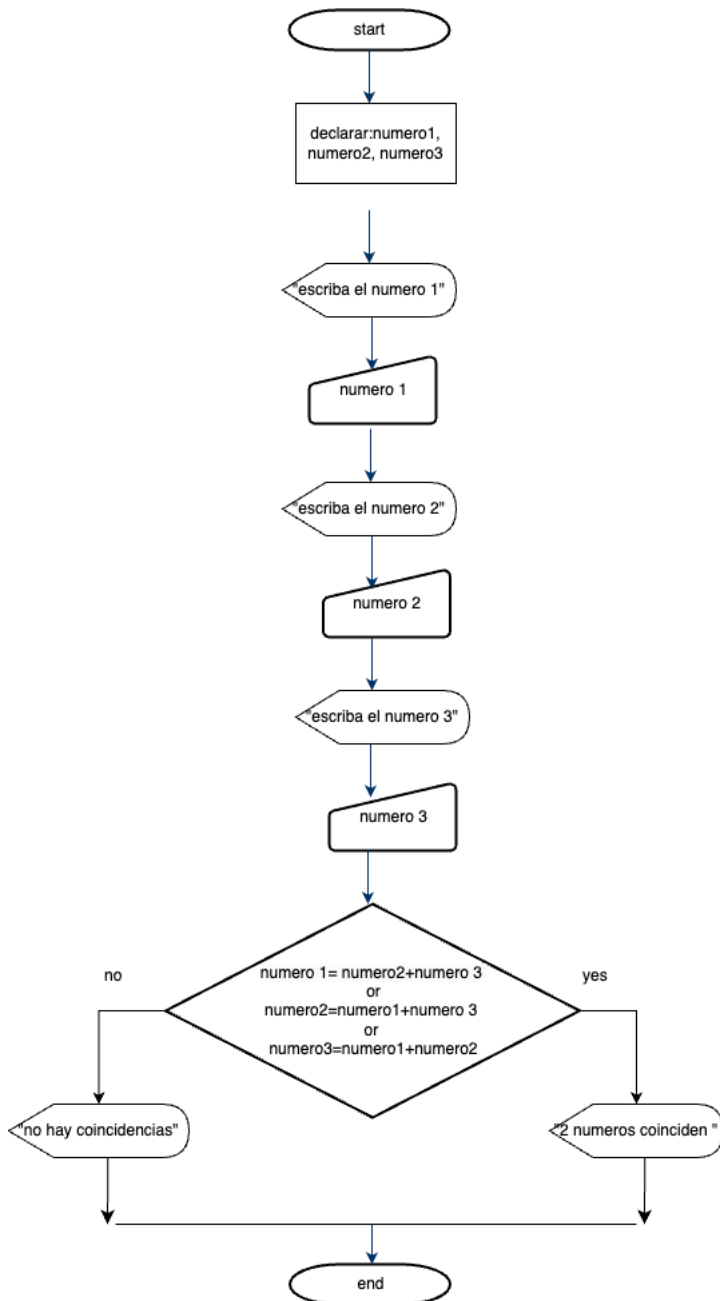 start
declarar:numero1,
numero2, numero3
"escriba el numero 1"
numero 1
"escriba el numero 2"
numero 2
"escriba el numero 3"
numero 3
no
yes
numero 1= numero2+numero 3
or
numero2=numero1+numero 3
or
numero3=numero1+numero2
"no hay coincidencias"
"2 numeros coinciden "
end